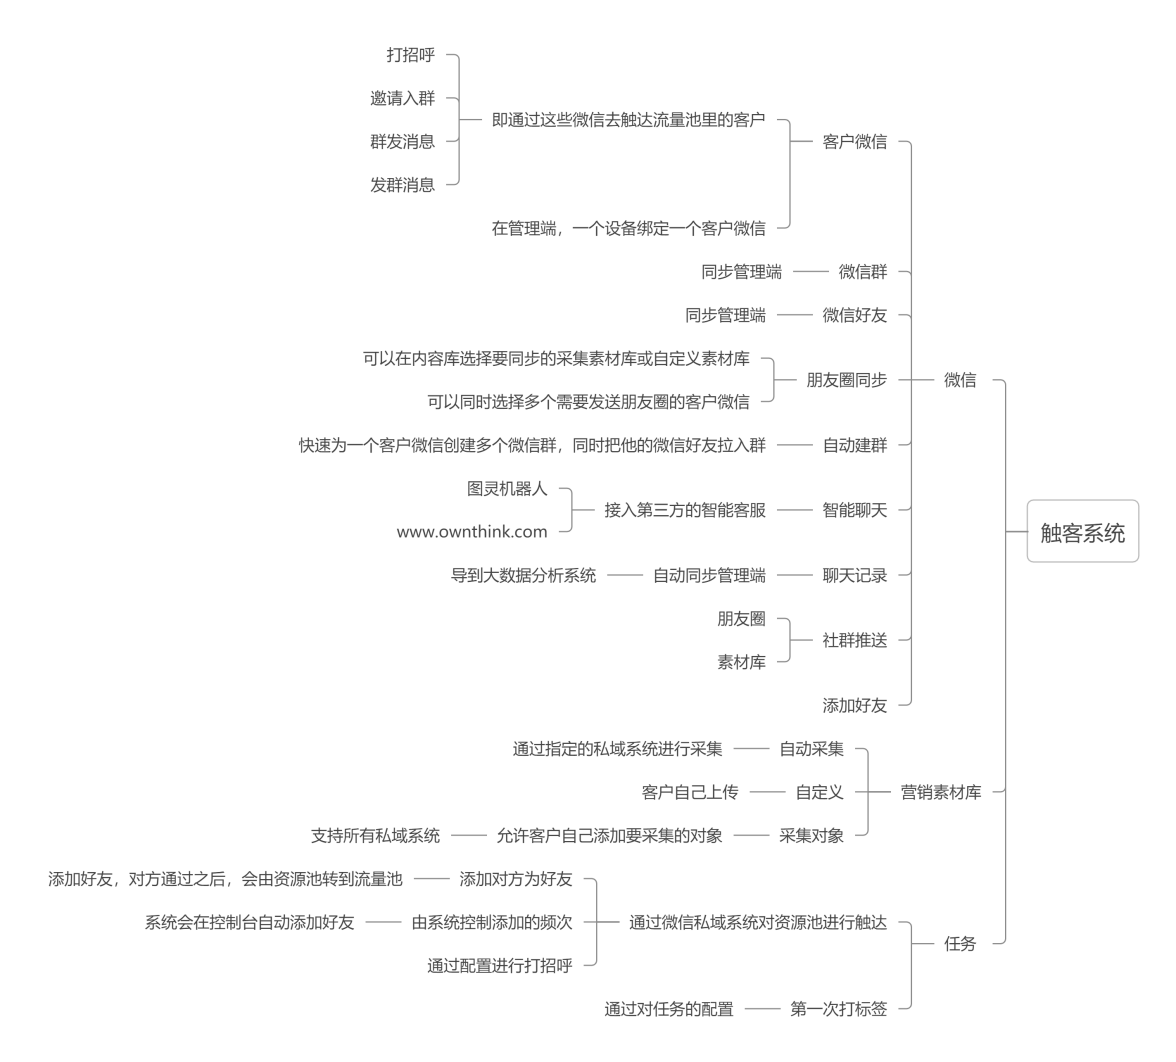 打招呼
邀请入群
即通过这些微信去触达流量池里的客户
群发消息
客户微信
发群消息
在管理端，一个设备绑定一个客户微信
同步管理端
微信群
同步管理端
微信好友
可以在内容库选择要同步的采集素材库或自定义素材库
朋友圈同步
微信
可以同时选择多个需要发送朋友圈的客户微信
快速为一个客户微信创建多个微信群，同时把他的微信好友拉入群
自动建群
图灵机器人
接入第三方的智能客服
智能聊天
www.ownthink.com
触客系统
导到大数据分析系统
自动同步管理端
聊天记录
朋友圈
社群推送
素材库
添加好友
通过指定的私域系统进行采集
自动采集
客户自己上传
自定义
营销素材库
支持所有私域系统
允许客户自己添加要采集的对象
采集对象
添加好友，对方通过之后，会由资源池转到流量池
添加对方为好友
系统会在控制台自动添加好友
由系统控制添加的频次
通过微信私域系统对资源池进行触达
任务
通过配置进行打招呼
通过对任务的配置
第一次打标签